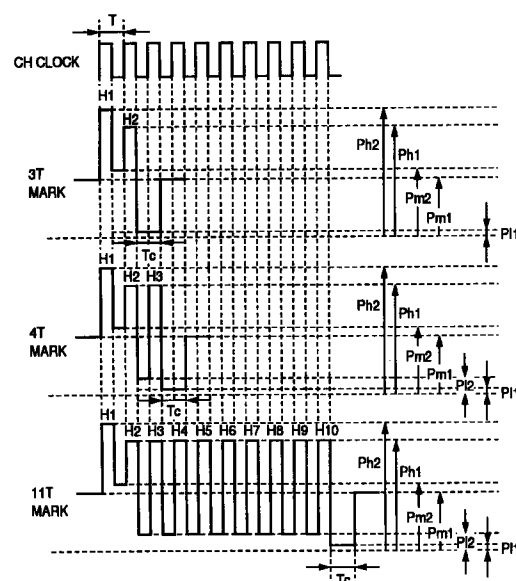 T
CH CLOCK
H1
H2
3T
MARK
Tc
Ph2
Ph1
Pm2
Pm1
Pl1
H1
H2 H3
4T
MARK
Tc
Ph2
Ph1
Pm2
Pm1
Pl2
Pl1
H1
H2 H3 H4 H5 H6 H7 H8 H9 H10
11T
MARK
Tc
Ph2
Ph1
Pm2
Pm1
Pl2
Pl1